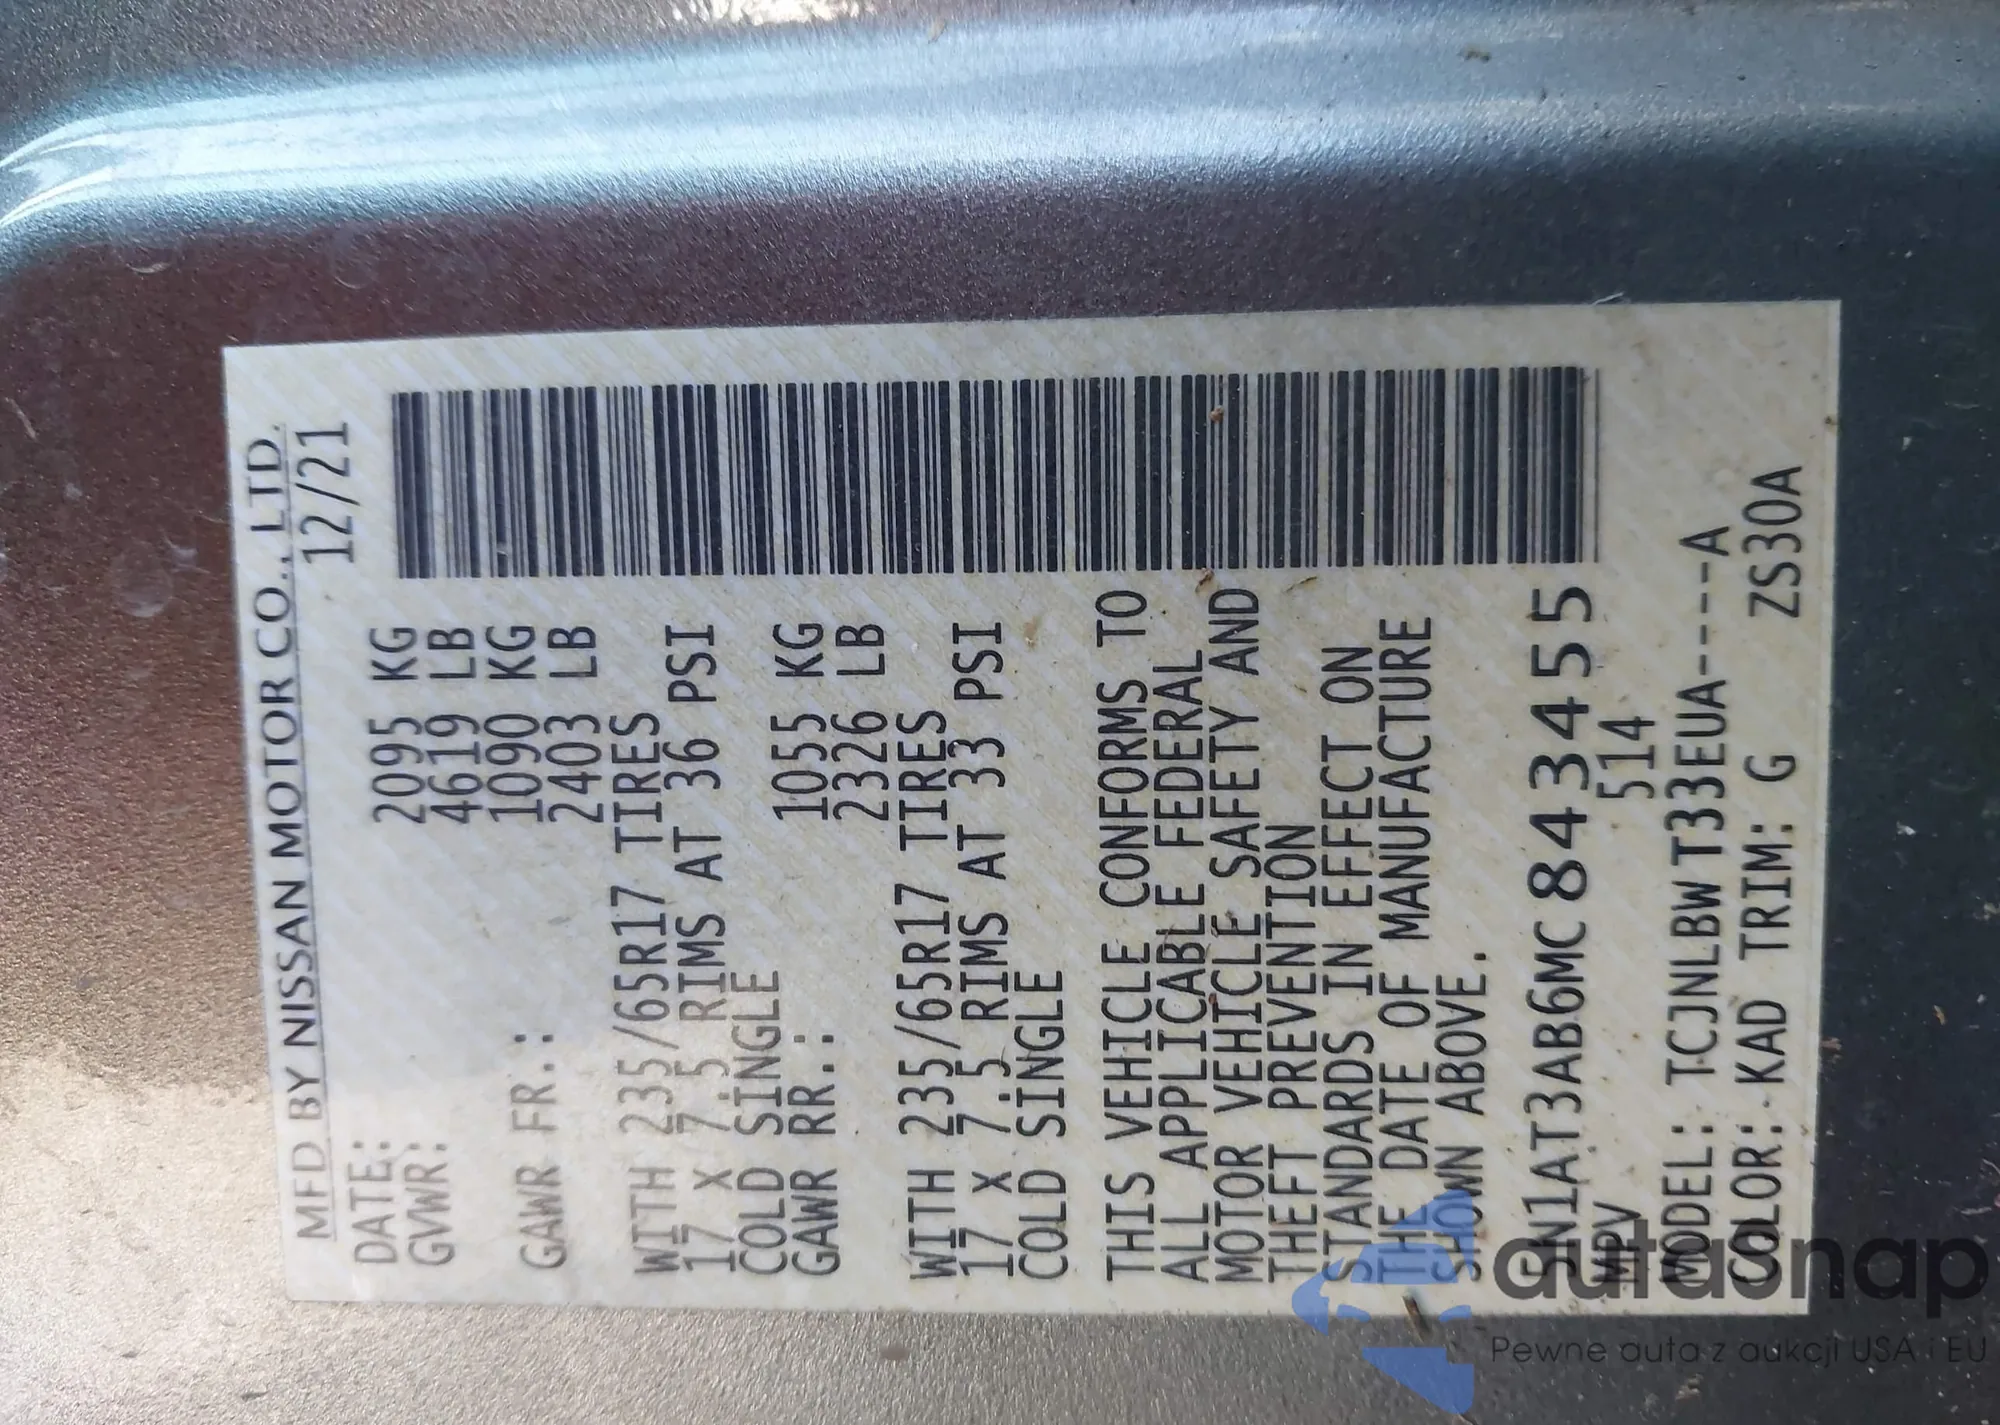 MFD BY NISSAN MOTOR CO., LTD.
DATE: 12/21
GVWR: 2095 KG
4619 LB
GAWR FR.: 1090 KG
2403 LB
WITH 235/65R17 TIRES
17 X 7.5 RIMS AT 36 PSI
COLD SINGLE
GAWR RR.: 1055 KG
2326 LB
WITH 235/65R17 TIRES
17 X 7.5 RIMS AT 33 PSI
COLD SINGLE
THIS VEHICLE CONFORMS TO
ALL APPLICABLE FEDERAL
MOTOR VEHICLE SAFETY AND
THEFT PREVENTION
STANDARDS IN EFFECT ON
THE DATE OF MANUFACTURE
SHOWN ABOVE.
5N1AT3AB6MC843455
MPV 514
MODEL: TCJNLBWT33EUA-----A
COLOR: KAD TRIM: G ZS30A
autasnap
Pewne auta z aukcji USA i EU